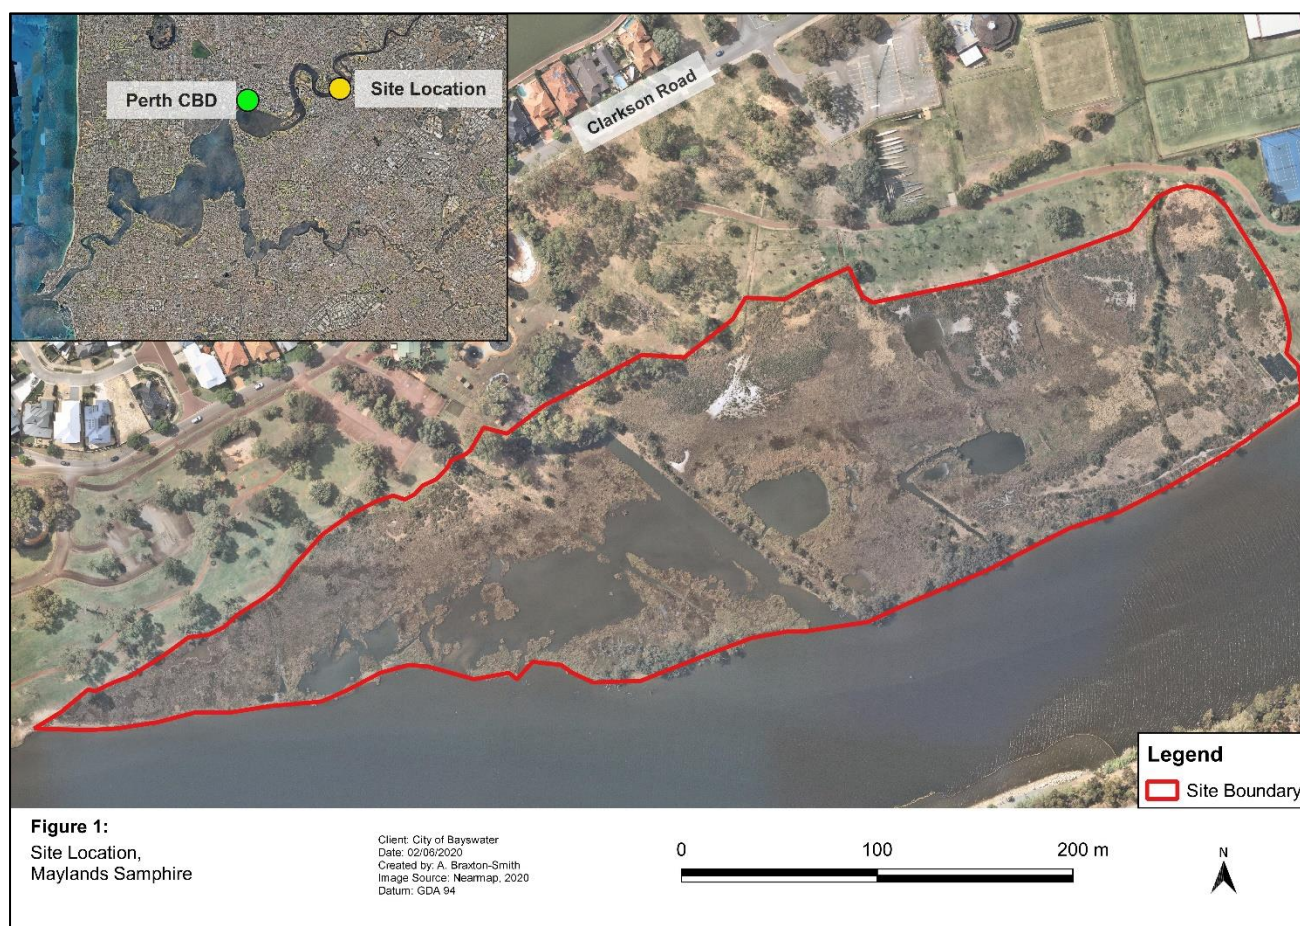 Perth CBD
Site Location
Clarkson Road
Legend
Site Boundary
Figure 1:
Site Location,
Maylands Samphire
Client: City of Bayswater
Date: 02/06/2020
Created by: A. Braxton-Smith
Image Source: Nearmap, 2020
Datum: GDA 94
0 100 200 m
N